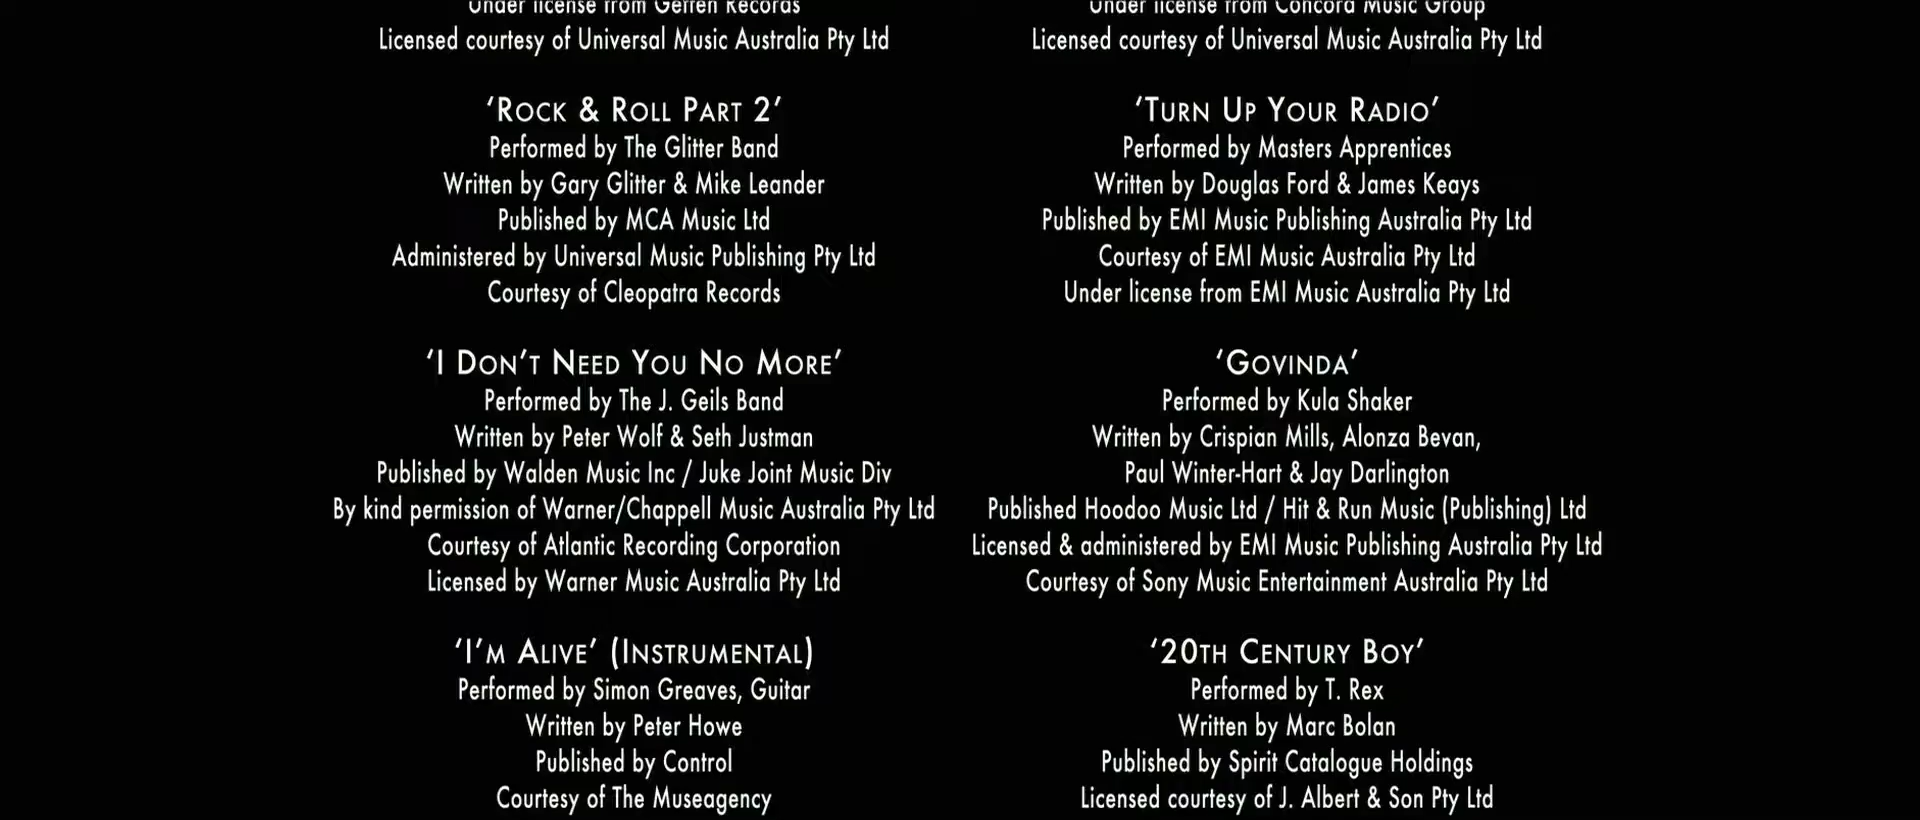 Under license from Geffen Records
Licensed courtesy of Universal Music Australia Pty Ltd
‘Rock & Roll Part 2’
Performed by The Glitter Band
Written by Gary Glitter & Mike Leander
Published by MCA Music Ltd
Administered by Universal Music Publishing Pty Ltd
Courtesy of Cleopatra Records
‘I Don’t Need You No More’
Performed by The J. Geils Band
Written by Peter Wolf & Seth Justman
Published by Walden Music Inc / Juke Joint Music Div
By kind permission of Warner/Chappell Music Australia Pty Ltd
Courtesy of Atlantic Recording Corporation
Licensed by Warner Music Australia Pty Ltd
‘I’m Alive’ (Instrumental)
Performed by Simon Greaves, Guitar
Written by Peter Howe
Published by Control
Courtesy of The Museagency
Under license from Concord Music Group
Licensed courtesy of Universal Music Australia Pty Ltd
‘Turn Up Your Radio’
Performed by Masters Apprentices
Written by Douglas Ford & James Keays
Published by EMI Music Publishing Australia Pty Ltd
Courtesy of EMI Music Australia Pty Ltd
Under license from EMI Music Australia Pty Ltd
‘Govinda’
Performed by Kula Shaker
Written by Crispian Mills, Alonza Bevan,
Paul Winter-Hart & Jay Darlington
Published Hoodoo Music Ltd / Hit & Run Music (Publishing) Ltd
Licensed & administered by EMI Music Publishing Australia Pty Ltd
Courtesy of Sony Music Entertainment Australia Pty Ltd
‘20th Century Boy’
Performed by T. Rex
Written by Marc Bolan
Published by Spirit Catalogue Holdings
Licensed courtesy of J. Albert & Son Pty Ltd